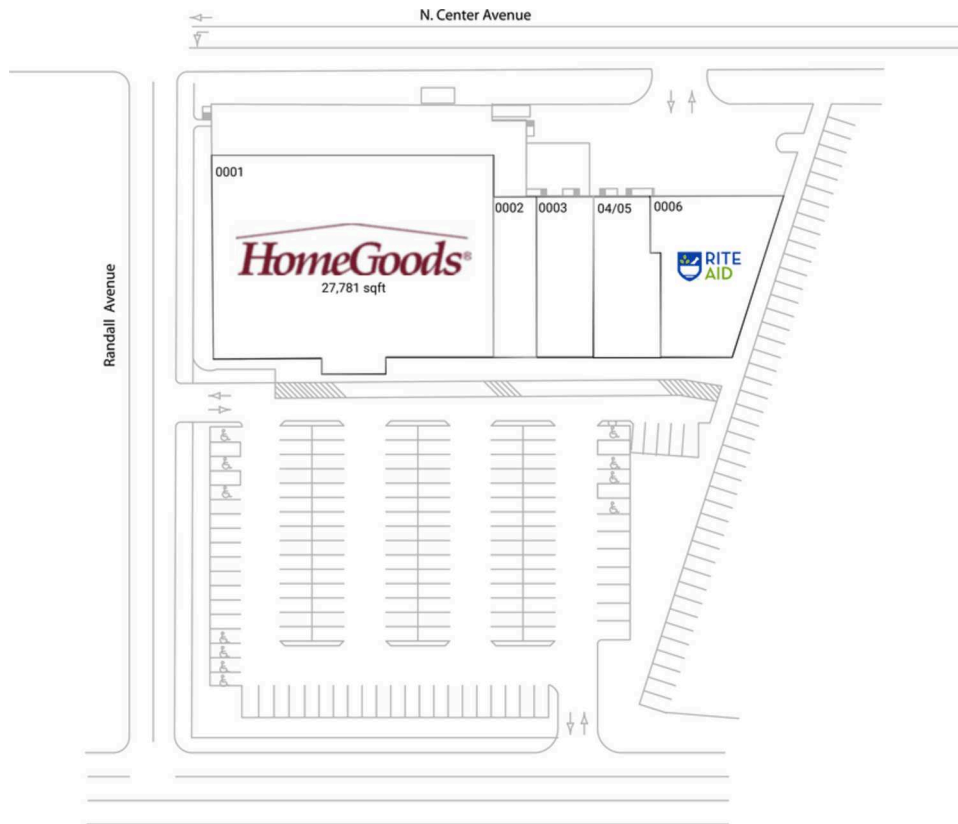 N. Center Avenue
0001
HomeGoods®
27,781 sqft
0002
0003
04/05
0006
RITE
AID
Randall Avenue